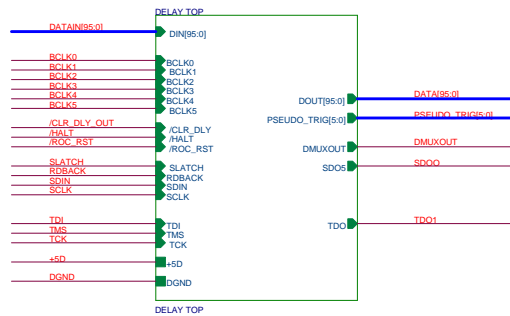 DELAY TOP
DATAIN[95:0]
DIN[95:0]
BCLK0
BCLK0
BCLK1
BCLK1
BCLK2
BCLK2
BCLK3
BCLK3
BCLK4
BCLK4
BCLK5
BCLK5
DOUT[95:0]
DATA[95:0]
PSEUDO_TRIG[5:0]
PSEUDO_TRIG[5:0]
/CLR_DLY_OUT
/CLR_DLY
/HALT
/HALT
/ROC_RST
/ROC_RST
DMUXOUT
DMUXOUT
SLATCH
SLATCH
SDO5
SDOO
RDBACK
RDBACK
SDIN
SDIN
SCLK
SCLK
TDI
TDI
TDO
TDO1
TMS
TMS
TCK
TCK
+5D
+5D
DGND
DGND
DELAY TOP